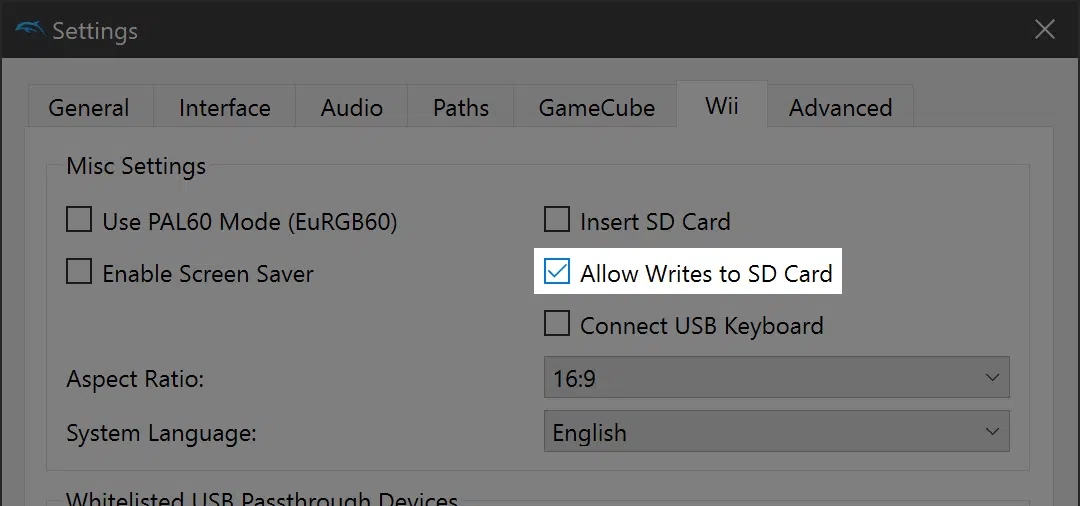 Settings
General Interface Audio Paths GameCube Wii Advanced
Misc Settings
Use PAL60 Mode (EuRGB60) Insert SD Card
Enable Screen Saver Allow Writes to SD Card
Connect USB Keyboard
Aspect Ratio: 16:9
System Language: English
Whitelisted USB Passthrough Devices